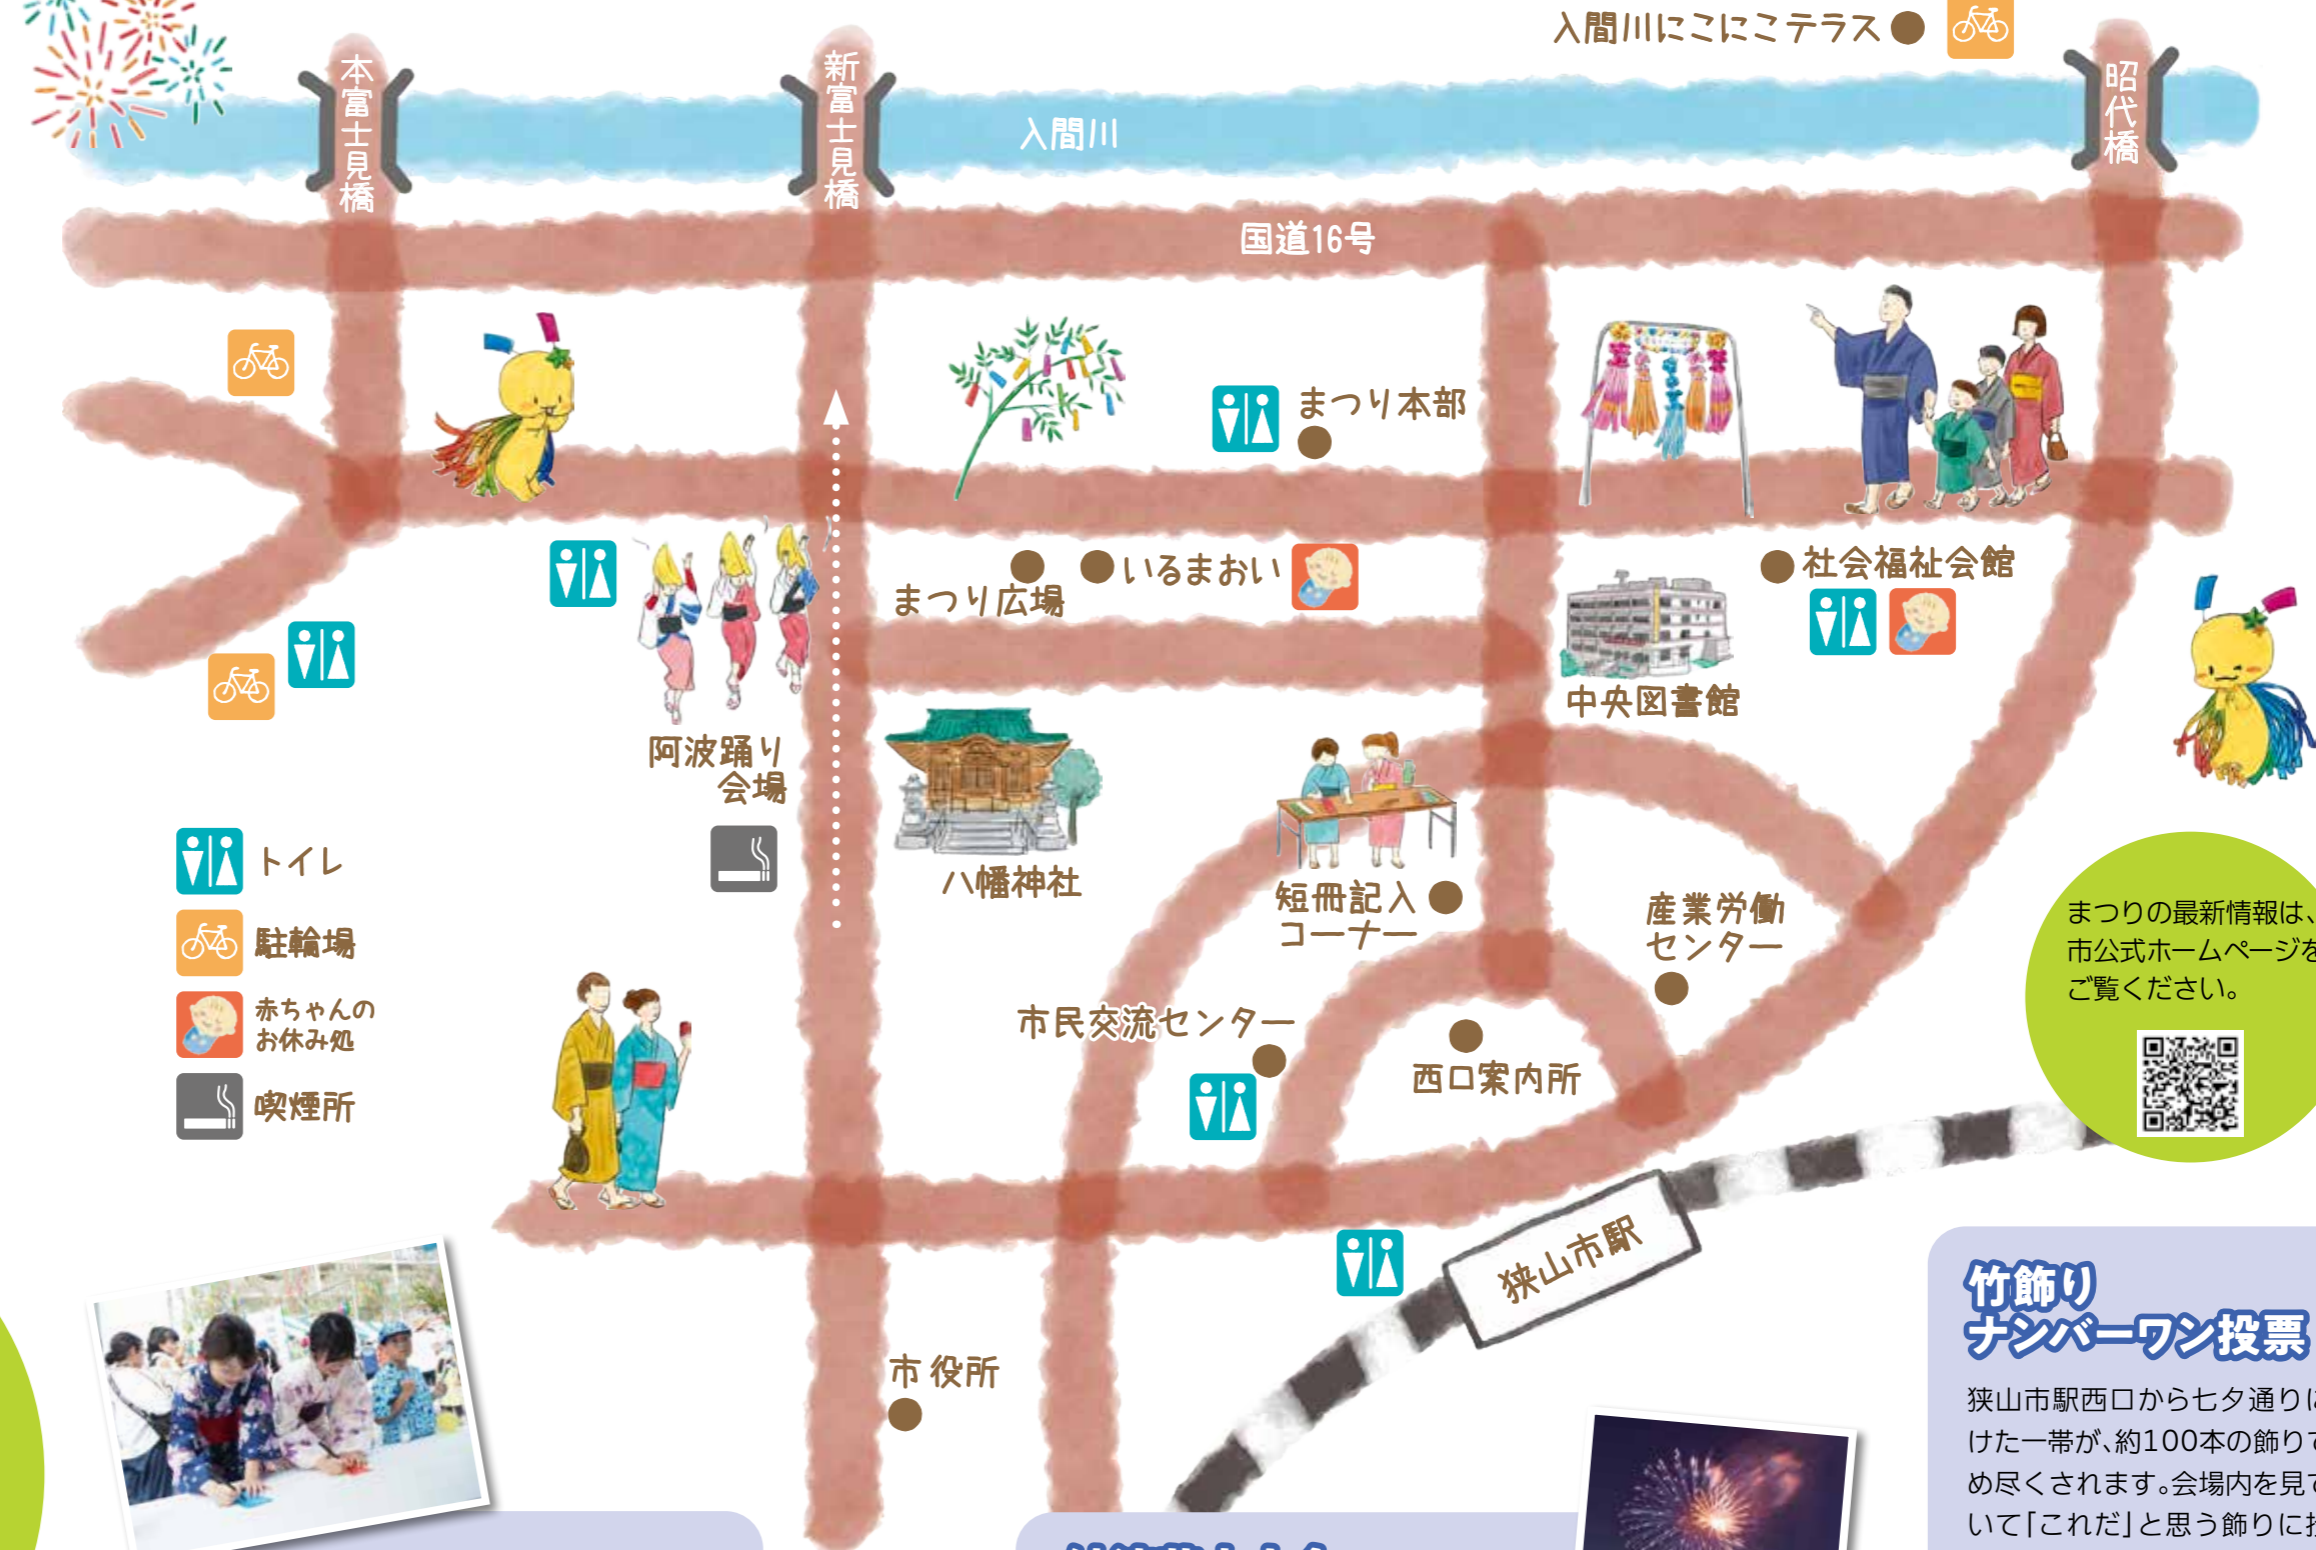 入間川にこにこテラス
本富士見橋
新富士見橋
昭代橋
入間川
国道16号
まつり本部
いるまおい
まつり広場
社会福祉会館
中央図書館
阿波踊り
会場
八幡神社
短冊記入
コーナー
産業労働
センター
市民交流センター
西口案内所
トイレ
駐輪場
赤ちゃんの
お休み処
喫煙所
狭山市駅
市役所
まつりの最新情報は、
市公式ホームページを
ご覧ください。
竹飾り
ナンバーワン投票
狭山市駅西口から七夕通りに
けた一帯が、約100本の飾りで
め尽くされます。会場内を見て
いて「これだ」と思う飾りに投